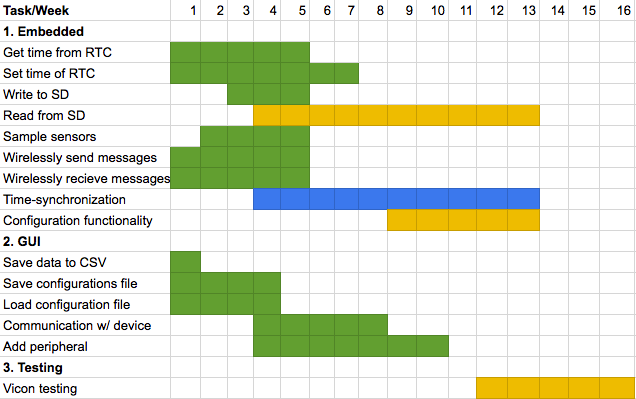 Task/Week 1 2 3 4 5 6 7 8 9 10 11 12 13 14 15 16
1. Embedded
Get time from RTC
Set time of RTC
Write to SD
Read from SD
Sample sensors
Wirelessly send messages
Wirelessly recieve messages
Time-synchronization
Configuration functionality
2. GUI
Save data to CSV
Save configurations file
Load configuration file
Communication w/ device
Add peripheral
3. Testing
Vicon testing